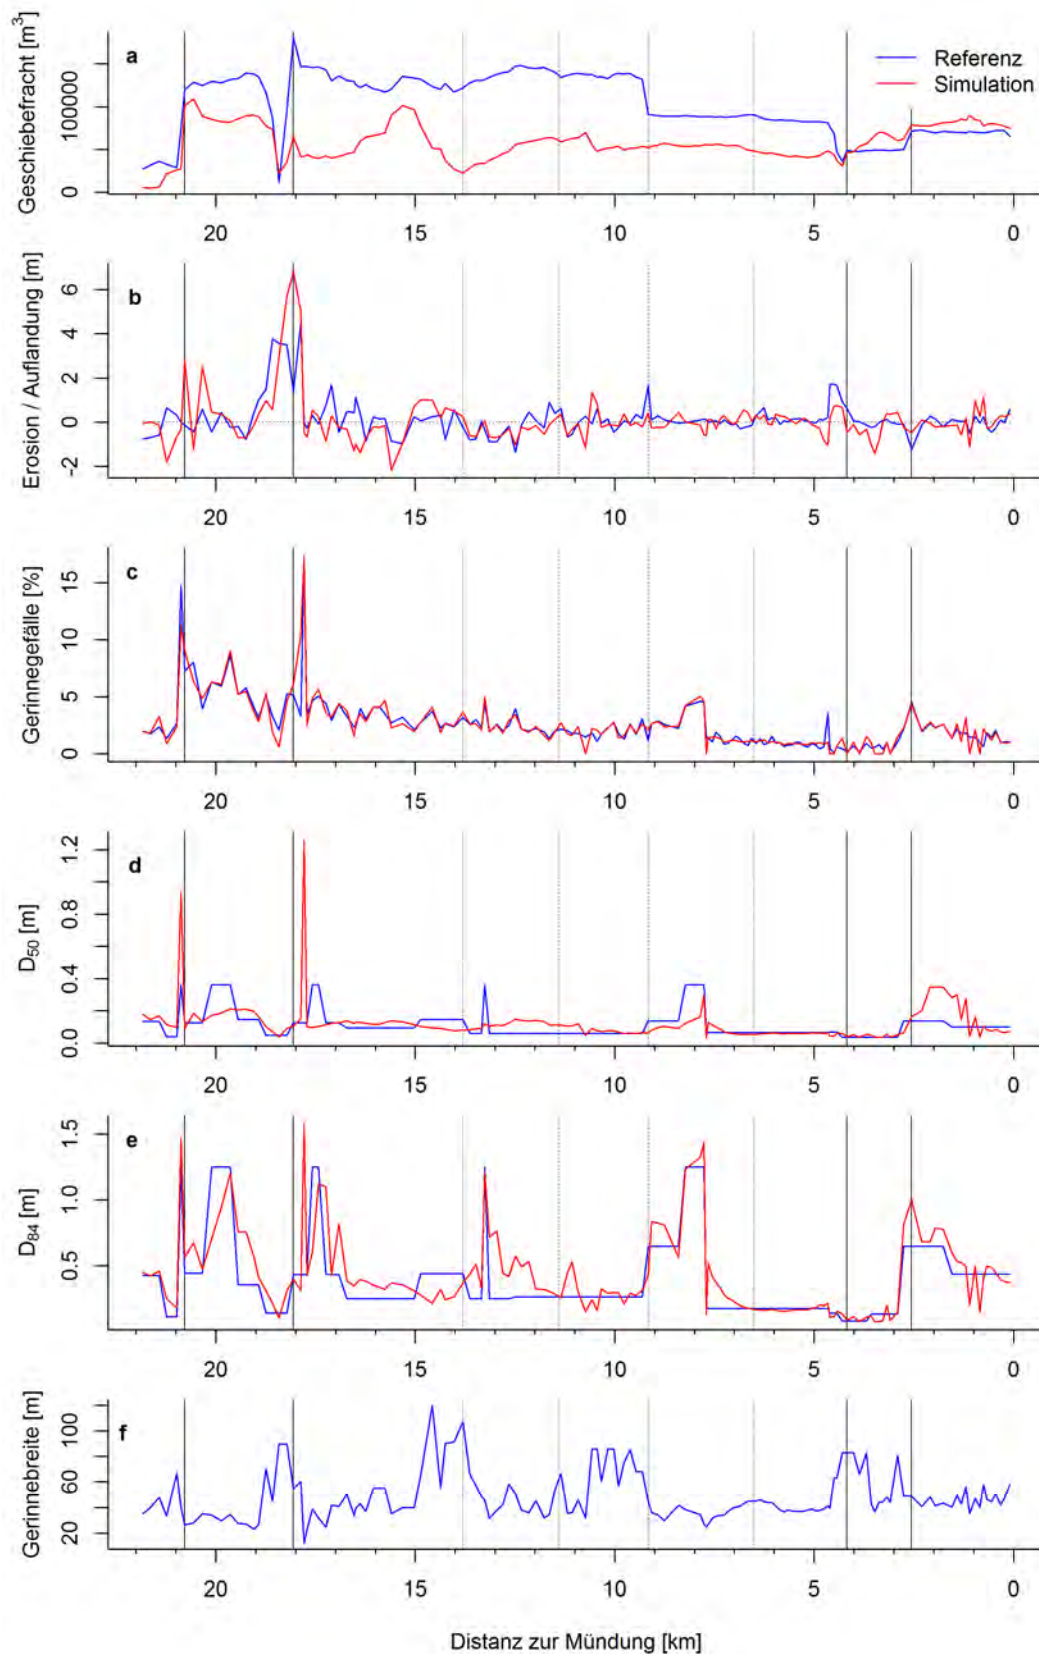 Geschiebefracht [m³]
a
Referenz
Simulation
100000
0
20 15 10 5 0
Erosion / Auflandung [m]
b
6
4
2
0
-2
20 15 10 5 0
Gerinnegefälle [%]
c
15
10
5
0
20 15 10 5 0
D₅₀ [m]
d
1.2
0.8
0.4
0.0
20 15 10 5 0
D₈₄ [m]
e
1.5
1.0
0.5
20 15 10 5 0
Gerinnebreite [m]
f
100
60
20
20 15 10 5 0
Distanz zur Mündung [km]